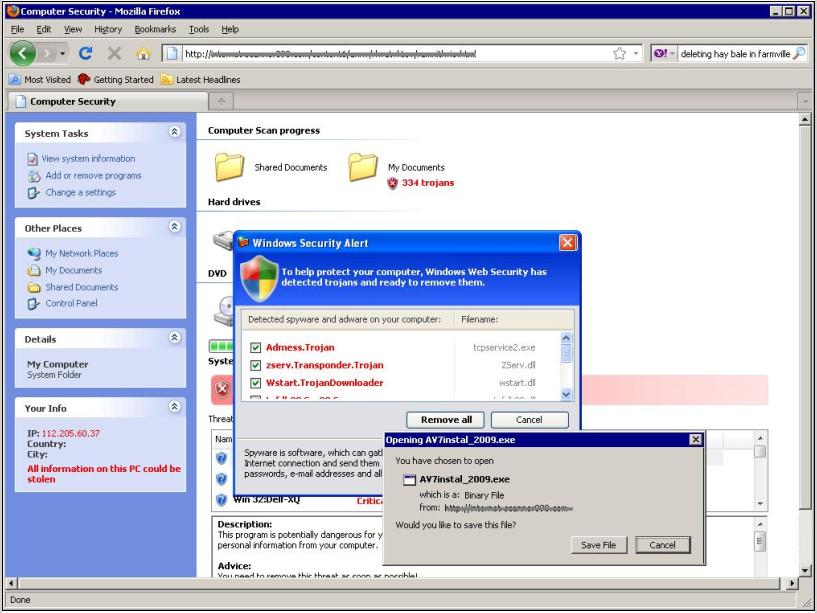 Computer Security - Mozilla Firefox
File Edit View History Bookmarks Tools Help
http://
deleting hay bale in farmville
Most Visited Getting Started Latest Headlines
Computer Security
System Tasks
View system information
Add or remove programs
Change a settings
Other Places
My Network Places
My Documents
Shared Documents
Control Panel
Details
My Computer
System Folder
Your Info
IP: 112.205.60.37
Country:
City:
All information on this PC could be
stolen
Computer Scan progress
Shared Documents
My Documents
334 trojans
Hard drives
DVD
Syste
Threat
Nam
Win 32:Delf-XQ Critica
Description:
This program is potentially dangerous for y
personal information from your computer.
Advice:
You need to remove this threat as soon as possible!
Windows Security Alert
To help protect your computer, Windows Web Security has
detected trojans and ready to remove them.
Detected spyware and adware on your computer: Filename:
Admess.Trojan tcpservice2.exe
zserv.Transponder.Trojan ZServ.dll
Wstart.TrojanDownloader wstart.dll
Remove all Cancel
Spyware is software, which can gat
Internet connection and send them
passwords, e-mail addresses and all
Opening AV7instal_2009.exe
You have chosen to open
AV7instal_2009.exe
which is a: Binary File
from:
Would you like to save this file?
Save File Cancel
Done